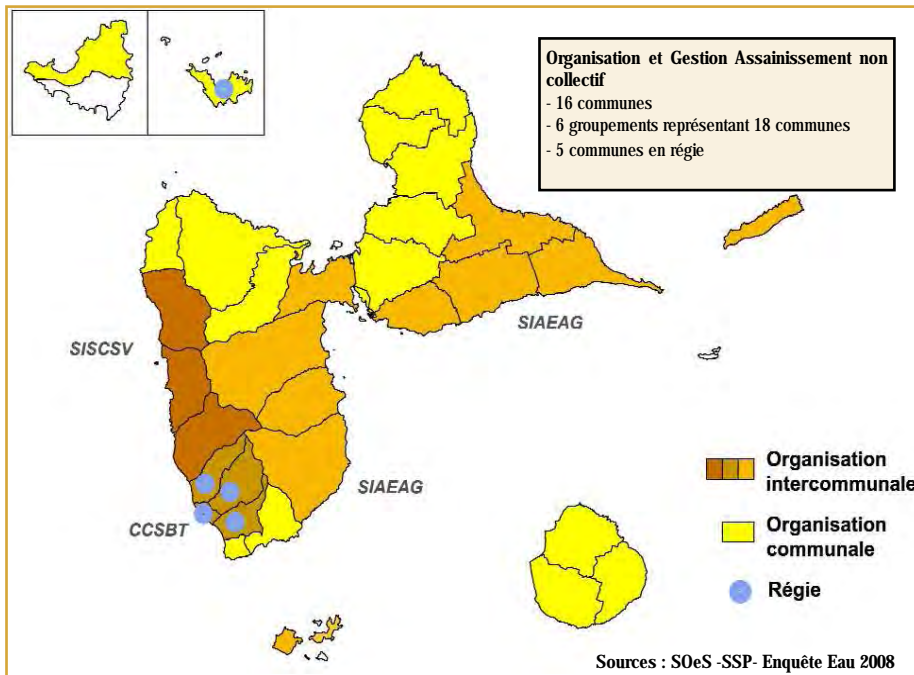 Organisation et Gestion Assainissement non
collectif
- 16 communes
- 6 groupements représentant 18 communes
- 5 communes en régie
SIAEAG
SISCSV
SIAEAG
CCSBT
Organisation
intercommunale
Organisation
communale
Régie
Sources : SOeS -SSP- Enquête Eau 2008